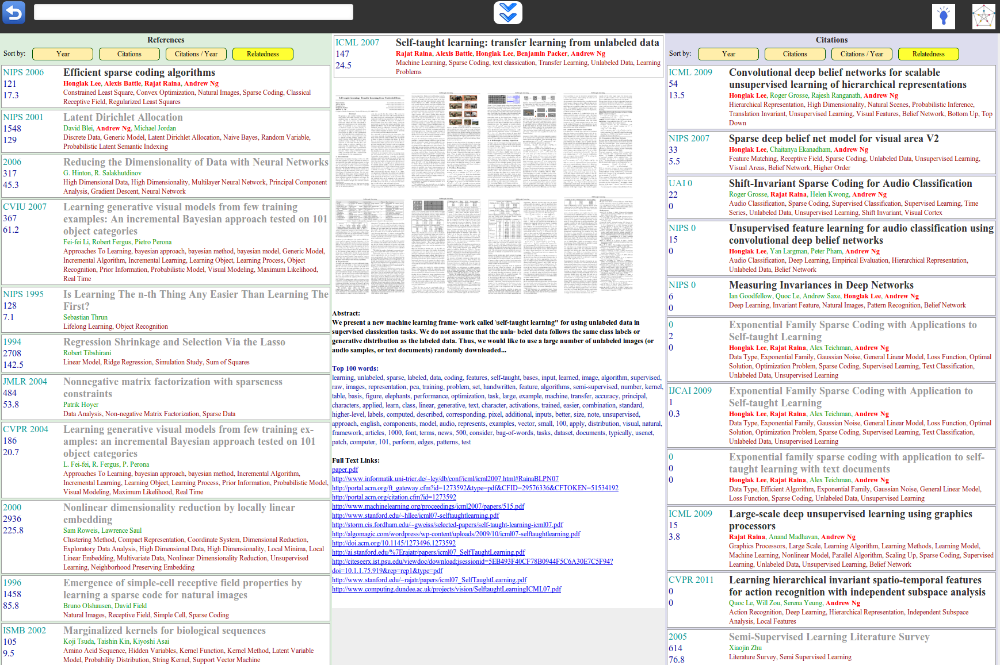 References
Sort by:
Year
Citations
Citations / Year
Relatedness
NIPS 2006
121
17.3
Efficient sparse coding algorithms
Honglak Lee, Alexis Battle, Rajat Raina, Andrew Ng
Constrained Least Square, Convex Optimization, Natural Images, Sparse Coding, Classical
Receptive Field, Regularized Least Squares
NIPS 2001
1548
129
Latent Dirichlet Allocation
David Blei, Andrew Ng, Michael Jordan
Discrete Data, Generic Model, Latent Dirichlet Allocation, Naive Bayes, Random Variable,
Probabilistic Latent Semantic Indexing
2006
317
45.3
Reducing the Dimensionality of Data with Neural Networks
G. Hinton, R. Salakhutdinov
High Dimensional Data, High Dimensionality, Multilayer Neural Network, Principal Component
Analysis, Gradient Descent, Neural Network
CVIU 2007
367
61.2
Learning generative visual models from few training
examples: An incremental Bayesian approach tested on 101
object categories
Fei-fei Li, Robert Fergus, Pietro Perona
Approaches To Learning, bayesian approach, bayesian method, bayesian model, Generic Model,
Incremental Algorithm, Incremental Learning, Learning Object, Learning Process, Object
Recognition, Prior Information, Probabilistic Model, Visual Modeling, Maximum Likelihood,
Real Time
NIPS 1995
128
7.1
Is Learning The n-th Thing Any Easier Than Learning The
First?
Sebastian Thrun
Lifelong Learning, Object Recognition
1994
2708
142.5
Regression Shrinkage and Selection Via the Lasso
Robert Tibshirani
Linear Model, Ridge Regression, Simulation Study, Sum of Squares
JMLR 2004
484
53.8
Nonnegative matrix factorization with sparseness
constraints
Patrik Hoyer
Data Analysis, Non-negative Matrix Factorization, Sparse Data
CVPR 2004
186
20.7
Learning generative visual models from few training ex-
amples: an incremental Bayesian approach tested on 101
object categories
L. Fei-fei, R. Fergus, P. Perona
Approaches To Learning, bayesian approach, bayesian method, Incremental Algorithm,
Incremental Learning, Learning Object, Learning Process, Prior Information, Probabilistic Model,
Visual Modeling, Maximum Likelihood, Real Time
2000
2936
225.8
Nonlinear dimensionality reduction by locally linear
embedding
Sam Roweis, Lawrence Saul
Clustering Method, Compact Representation, Coordinate System, Dimensional Reduction,
Exploratory Data Analysis, High Dimensional Data, High Dimensionality, Local Minima, Local
Linear Embedding, Multivariate Data, Nonlinear Dimensionality Reduction, Unsupervised
Learning, Neighborhood Preserving Embedding
1996
1458
85.8
Emergence of simple-cell receptive field properties by
learning a sparse code for natural images
Bruno Olshausen, David Field
Natural Images, Receptive Field, Simple Cell, Sparse Coding
ISMB 2002
105
9.5
Marginalized kernels for biological sequences
Koji Tsuda, Taishin Kin, Kiyoshi Asai
Amino Acid Sequence, Hidden Variables, Kernel Function, Kernel Method, Latent Variable
Model, Probability Distribution, String Kernel, Support Vector Machine
ICML 2007
147
24.5
Self-taught learning: transfer learning from unlabeled data
Rajat Raina, Alexis Battle, Honglak Lee, Benjamin Packer, Andrew Ng
Machine Learning, Sparse Coding, text classication, Transfer Learning, Unlabeled Data, Learning
Problems
Abstract:
We present a new machine learning frame- work called \self-taught learning" for using unlabeled data in
supervised classication tasks. We do not assume that the unla- beled data follows the same class labels or
generative distribution as the labeled data. Thus, we would like to use a large number of unlabeled images (or
audio samples, or text documents) randomly downloaded...
Top 100 words:
learning, unlabeled, sparse, labeled, data, coding, features, self-taught, bases, input, learned, image, algorithm, supervised,
raw, images, representation, pca, training, problem, set, handwritten, feature, algorithms, semi-supervised, number, kernel,
table, basis, figure, elephants, performance, optimization, task, large, example, machine, transfer, accuracy, principal,
characters, applied, learn, class, linear, generative, text, character, activations, trained, easier, combination, standard,
higher-level, labels, computed, described, corresponding, pixel, additional, inputs, better, size, note, unsupervised,
approach, english, components, model, audio, represents, examples, vector, small, 100, apply, distribution, visual, natural,
framework, articles, 1000, font, terms, news, 500, consider, bag-of-words, tasks, dataset, documents, typically, usenet,
patch, computer, 101, perform, edges, patterns, test
Full Text Links:
paper.pdf
http://www.informatik.uni-trier.de/~ley/db/conf/icml/icml2007.html#RainaBLPN07
http://portal.acm.org/ft_gateway.cfm?id=1273592&type=pdf&CFID=29576336&CFTOKEN=51534192
http://portal.acm.org/citation.cfm?id=1273592
http://www.machinelearning.org/proceedings/icml2007/papers/515.pdf
http://www.stanford.edu/~hllee/icml07-selftaughtlearning.pdf
http://storm.cis.fordham.edu/~gweiss/selected-papers/self-taught-learning-icml07.pdf
http://algomagic.com/wordpress/wp-content/uploads/2009/10/icml07-selftaughtlearning.pdf
http://doi.acm.org/10.1145/1273496.1273592
http://ai.stanford.edu/%7Erajatr/papers/icml07_SelfTaughtLearning.pdf
http://citeseerx.ist.psu.edu/viewdoc/download;jsessionid=5EB493F40CF78B0944F5C6A30E7C5F94?
doi=10.1.1.75.919&rep=rep1&type=pdf
http://www.stanford.edu/~rajatr/papers/icml07_SelfTaughtLearning.pdf
http://www.computing.dundee.ac.uk/projects/vision/SelftaughtLearningICML07.pdf
Citations
Sort by:
Year
Citations
Citations / Year
Relatedness
ICML 2009
54
13.5
Convolutional deep belief networks for scalable
unsupervised learning of hierarchical representations
Honglak Lee, Roger Grosse, Rajesh Ranganath, Andrew Ng
Hierarchical Representation, High Dimensionality, Natural Scenes, Probabilistic Inference,
Translation Invariant, Unsupervised Learning, Visual Features, Belief Network, Bottom Up, Top
Down
NIPS 2007
33
5.5
Sparse deep belief net model for visual area V2
Honglak Lee, Chaitanya Ekanadham, Andrew Ng
Feature Matching, Receptive Field, Sparse Coding, Unlabeled Data, Unsupervised Learning,
Visual Areas, Belief Network, Higher Order
UAI 0
22
0
Shift-Invariant Sparse Coding for Audio Classification
Roger Grosse, Rajat Raina, Helen Kwong, Andrew Ng
Audio Classification, Sparse Coding, Supervised Classification, Supervised Learning, Time
Series, Unlabeled Data, Unsupervised Learning, Shift Invariant, Visual Cortex
NIPS 0
15
0
Unsupervised feature learning for audio classification using
convolutional deep belief networks
Honglak Lee, Yan Largman, Peter Pham, Andrew Ng
Audio Classification, Deep Learning, Empirical Evaluation, Hierarchical Representation,
Unlabeled Data, Belief Network
NIPS 0
6
0
Measuring Invariances in Deep Networks
Ian Goodfellow, Quoc Le, Andrew Saxe, Honglak Lee, Andrew Ng
Deep Learning, Invariant Feature, Natural Images, Pattern Recognition, Belief Network
0
2
0
Exponential Family Sparse Coding with Applications to
Self-taught Learning
Honglak Lee, Rajat Raina, Alex Teichman, Andrew Ng
Data Type, Exponential Family, Gaussian Noise, General Linear Model, Loss Function, Optimal
Solution, Optimization Problem, Sparse Coding, Supervised Learning, Text Classification,
Unlabeled Data, Unsupervised Learning
IJCAI 2009
1
0.3
Exponential Family Sparse Coding with Application to
Self-taught Learning
Honglak Lee, Rajat Raina, Alex Teichman, Andrew Ng
Data Type, Exponential Family, Gaussian Noise, General Linear Model, Loss Function, Optimal
Solution, Optimization Problem, Sparse Coding, Supervised Learning, Text Classification,
Unlabeled Data, Unsupervised Learning
0
0
0
Exponential family sparse coding with application to self-
taught learning with text documents
Honglak Lee, Rajat Raina, Alex Teichman, Andrew Ng
Data Type, Efficient Algorithm, Exponential Family, Gaussian Noise, General Linear Model,
Loss Function, Sparse Coding, Unlabeled Data, Unsupervised Learning
ICML 2009
15
3.8
Large-scale deep unsupervised learning using graphics
processors
Rajat Raina, Anand Madhavan, Andrew Ng
Graphics Processors, Large Scale, Learning Algorithm, Learning Methods, Learning Model,
Machine Learning, Nonlinear Model, Parallel Algorithm, Scaling Up, Sparse Coding, Supervised
Learning, Unlabeled Data, Unsupervised Learning, Belief Network
CVPR 2011
0
0
Learning hierarchical invariant spatio-temporal features
for action recognition with independent subspace analysis
Quoc Le, Will Zou, Serena Yeung, Andrew Ng
Action Recognition, Deep Learning, Hierarchical Representation, Independent Subspace
Analysis, Local Features
2005
614
76.8
Semi-Supervised Learning Literature Survey
Xiaojin Zhu
Literature Survey, Semi Supervised Learning